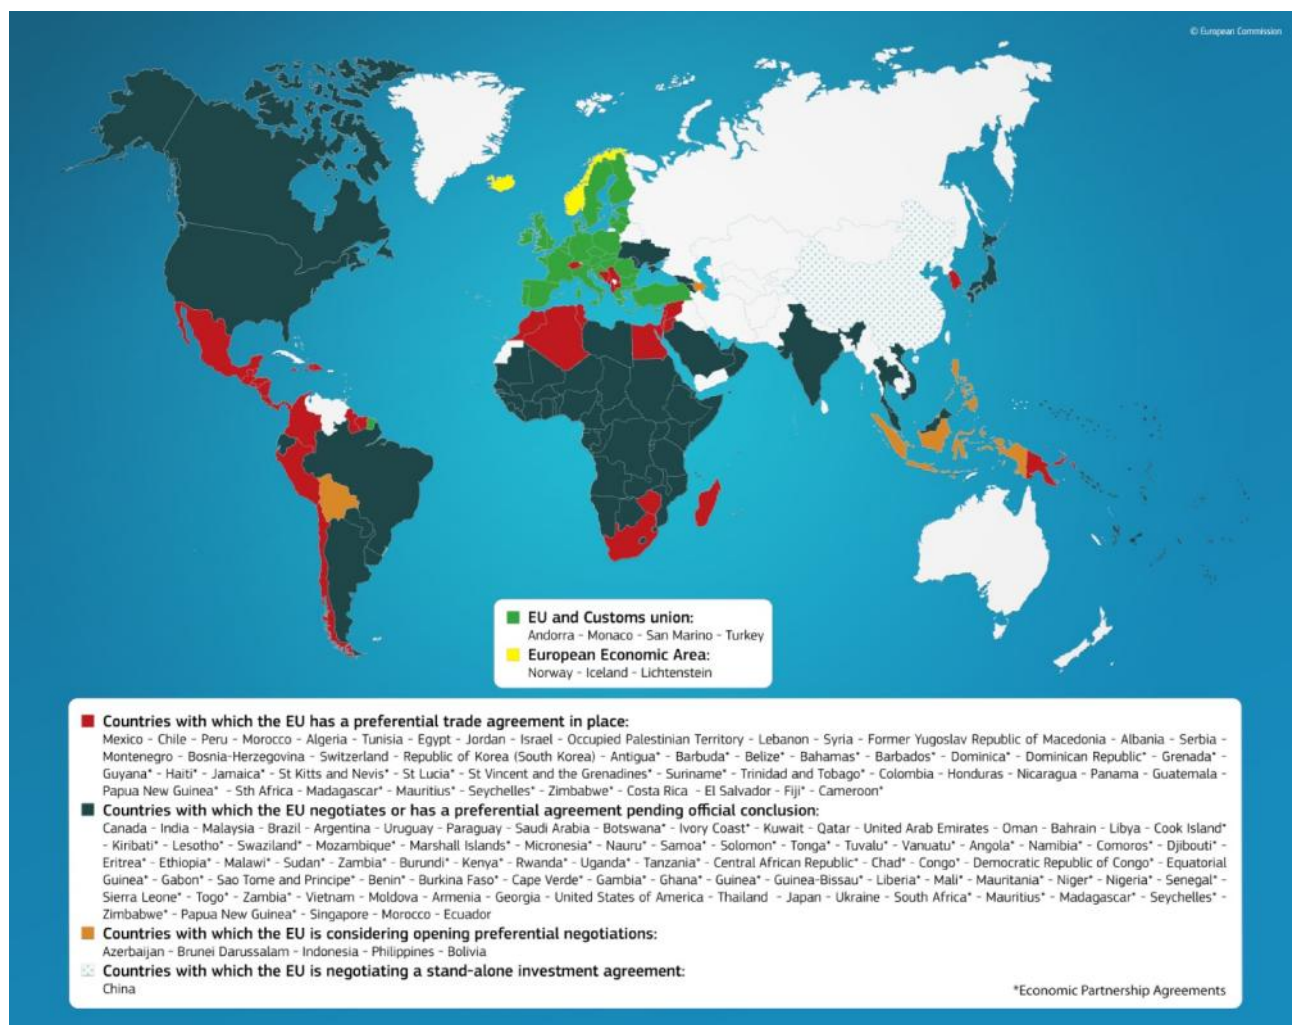 © European Commission
EU and Customs union:
Andorra - Monaco - San Marino - Turkey
European Economic Area:
Norway - Iceland - Lichtenstein
Countries with which the EU has a preferential trade agreement in place:
Mexico - Chile - Peru - Morocco - Algeria - Tunisia - Egypt - Jordan - Israel - Occupied Palestinian Territory - Lebanon - Syria - Former Yugoslav Republic of Macedonia - Albania - Serbia -
Montenegro - Bosnia-Herzegovina - Switzerland - Republic of Korea (South Korea) - Antigua* - Barbuda* - Belize* - Bahamas* - Barbados* - Dominica* - Dominican Republic* - Grenada* -
Guyana* - Haiti* - Jamaica* - St Kitts and Nevis* - St Lucia* - St Vincent and the Grenadines* - Suriname* - Trinidad and Tobago* - Colombia - Honduras - Nicaragua - Panama - Guatemala -
Papua New Guinea* - Sth Africa - Madagascar* - Mauritius* - Seychelles* - Zimbabwe* - Costa Rica - El Salvador - Fiji* - Cameroon*
Countries with which the EU negotiates or has a preferential agreement pending official conclusion:
Canada - India - Malaysia - Brazil - Argentina - Uruguay - Paraguay - Saudi Arabia - Botswana* - Ivory Coast* - Kuwait - Qatar - United Arab Emirates - Oman - Bahrain - Libya - Cook Island*
- Kiribati* - Lesotho* - Swaziland* - Mozambique* - Marshall Islands* - Micronesia* - Nauru* - Samoa* - Solomon* - Tonga* - Tuvalu* - Vanuatu* - Angola* - Namibia* - Comoros* - Djibouti* -
Eritrea* - Ethiopia* - Malawi* - Sudan* - Zambia* - Burundi* - Kenya* - Rwanda* - Uganda* - Tanzania* - Central African Republic* - Chad* - Congo* - Democratic Republic of Congo* - Equatorial
Guinea* - Gabon* - Sao Tome and Principe* - Benin* - Burkina Faso* - Cape Verde* - Gambia* - Ghana* - Guinea* - Guinea-Bissau* - Liberia* - Mali* - Mauritania* - Niger* - Nigeria* - Senegal* -
Sierra Leone* - Togo* - Zambia* - Vietnam - Moldova - Armenia - Georgia - United States of America - Thailand - Japan - Ukraine - South Africa* - Mauritius* - Madagascar* - Seychelles* -
Zimbabwe* - Papua New Guinea* - Singapore - Morocco - Ecuador
Countries with which the EU is considering opening preferential negotiations:
Azerbaijan - Brunei Darussalam - Indonesia - Philippines - Bolivia
Countries with which the EU is negotiating a stand-alone investment agreement:
China
*Economic Partnership Agreements